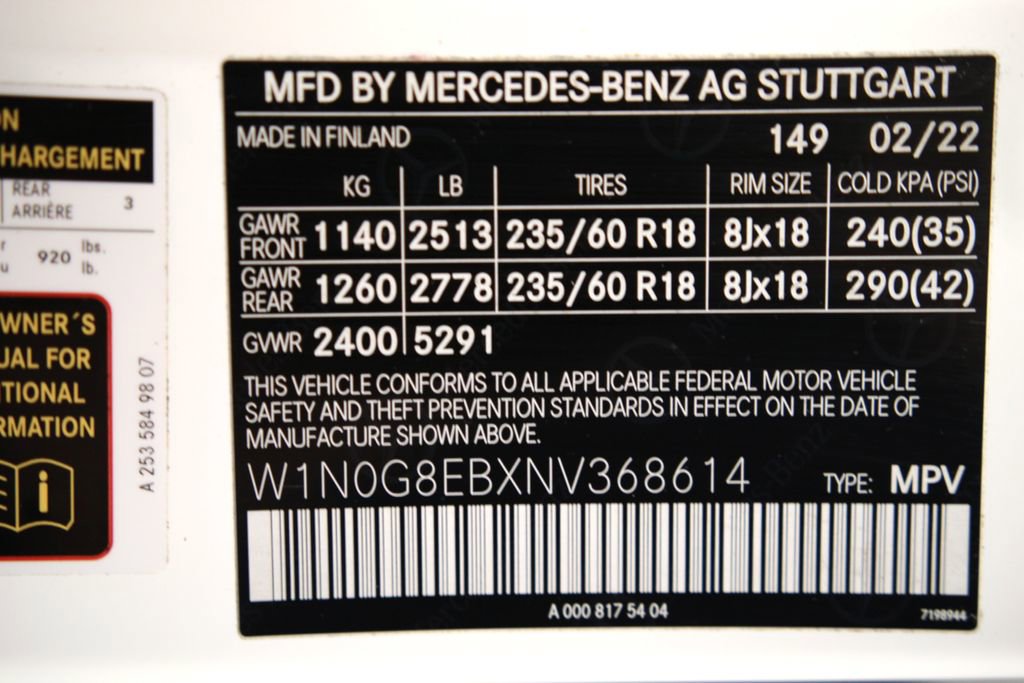 N
HARGEMENT
REAR
ARRIÈRE 3
r
u 920 lbs.
lb.
WNER´S
UAL FOR
TIONAL
RMATION
A 253 584 98 07
MFD BY MERCEDES-BENZ AG STUTTGART
MADE IN FINLAND 149 02/22
KG LB TIRES RIM SIZE COLD KPA (PSI)
GAWR FRONT 1140 2513 235/60 R18 8Jx18 240(35)
GAWR REAR 1260 2778 235/60 R18 8Jx18 290(42)
GVWR 2400 5291
THIS VEHICLE CONFORMS TO ALL APPLICABLE FEDERAL MOTOR VEHICLE
SAFETY AND THEFT PREVENTION STANDARDS IN EFFECT ON THE DATE OF
MANUFACTURE SHOWN ABOVE.
W1N0G8EBXNV368614 TYPE: MPV
A 000 817 54 04 7198944